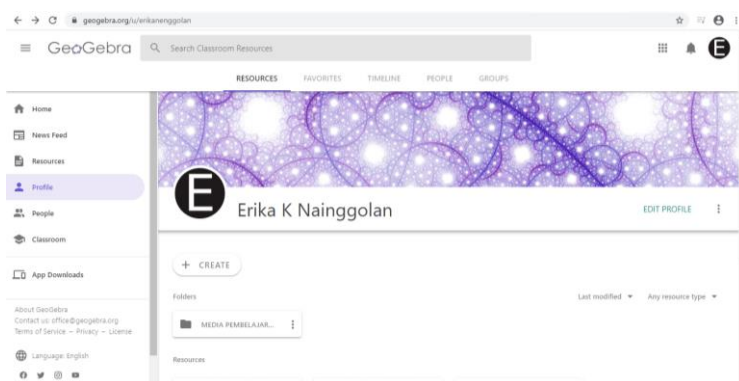 geogebra.org/u/erikanenggolan
GeoGebra
Search Classroom Resources
E
RESOURCES FAVORITES TIMELINE PEOPLE GROUPS
Home
News Feed
Resources
Profile
People
Classroom
App Downloads
About GeoGebra
Contact us: office@geogebra.org
Terms of Service – Privacy – License
Language: English
E
Erika K Nainggolan
EDIT PROFILE
+ CREATE
Folders
Last modified Any resource type
MEDIA PEMBELAJAR...
Resources